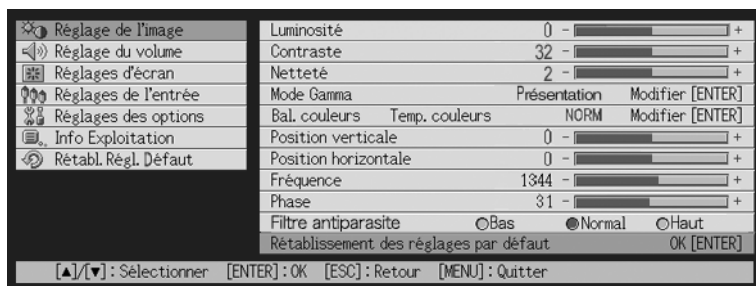 Réglage de l'image
Réglage du volume
Réglages d'écran
Réglages de l'entrée
Réglages des options
Info Exploitation
Rétabl. Régl. Défaut
Luminosité 0 - +
Contraste 32 - +
Netteté 2 - +
Mode Gamma Présentation Modifier [ENTER]
Bal. couleurs Temp. couleurs NORM Modifier [ENTER]
Position verticale 0 - +
Position horizontale 0 - +
Fréquence 1344 - +
Phase 31 - +
Filtre antiparasite Bas Normal Haut
Rétablissement des réglages par défaut OK [ENTER]
[▲]/[▼] : Sélectionner [ENTER] : OK [ESC] : Retour [MENU] : Quitter